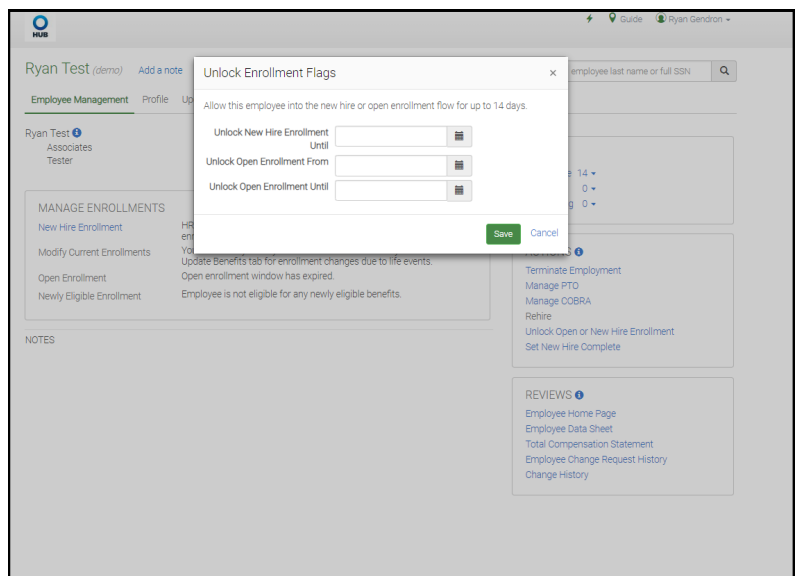 HUB
Guide
Ryan Gendron
Ryan Test (demo) Add a note
employee last name or full SSN
Employee Management Profile Up
Unlock Enrollment Flags
×
Allow this employee into the new hire or open enrollment flow for up to 14 days.
Unlock New Hire Enrollment
Until
Unlock Open Enrollment From
Unlock Open Enrollment Until
Save Cancel
Ryan Test
Associates
Tester
e 14
0
g 0
MANAGE ENROLLMENTS
New Hire Enrollment HR
en
Modify Current Enrollments
Update Benefits tab for enrollment changes due to life events.
Open Enrollment Open enrollment window has expired.
Newly Eligible Enrollment Employee is not eligible for any newly eligible benefits.
NOTES
ACTIONS
Terminate Employment
Manage PTO
Manage COBRA
Rehire
Unlock Open or New Hire Enrollment
Set New Hire Complete
REVIEWS
Employee Home Page
Employee Data Sheet
Total Compensation Statement
Employee Change Request History
Change History